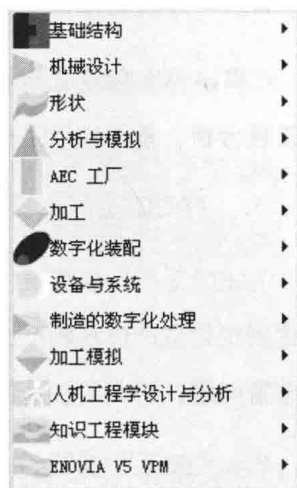 基础结构
机械设计
形状
分析与模拟
AEC 工厂
加工
数字化装配
设备与系统
制造的数字化处理
加工模拟
人机工程学设计与分析
知识工程模块
ENOVIA V5 VPM